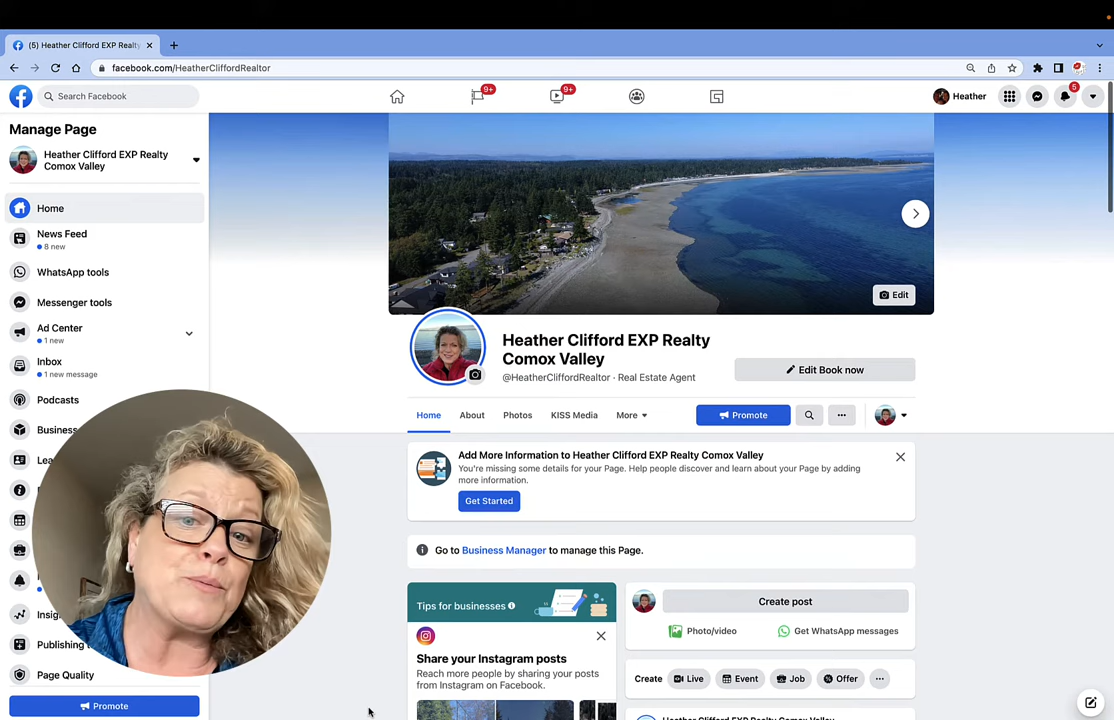 (5) Heather Clifford EXP Realty
facebook.com/HeatherCliffordRealtor
Search Facebook
9+
9+
Heather
5
Manage Page
Heather Clifford EXP Realty
Comox Valley
Home
News Feed
8 new
WhatsApp tools
Messenger tools
Ad Center
1 new
Inbox
1 new message
Podcasts
Business
Lea
Insig
Publishing
Page Quality
Promote
Edit
Heather Clifford EXP Realty
Comox Valley
@HeatherCliffordRealtor · Real Estate Agent
Edit Book now
Home
About
Photos
KISS Media
More
Promote
Add More Information to Heather Clifford EXP Realty Comox Valley
You're missing some details for your Page. Help people discover and learn about your Page by adding
more information.
Get Started
Go to Business Manager to manage this Page.
Tips for businesses
Share your Instagram posts
Reach more people by sharing your posts
from Instagram on Facebook.
Create post
Photo/video
Get WhatsApp messages
Create
Live
Event
Job
Offer
Heather Clifford EXP Realty Comox Valley